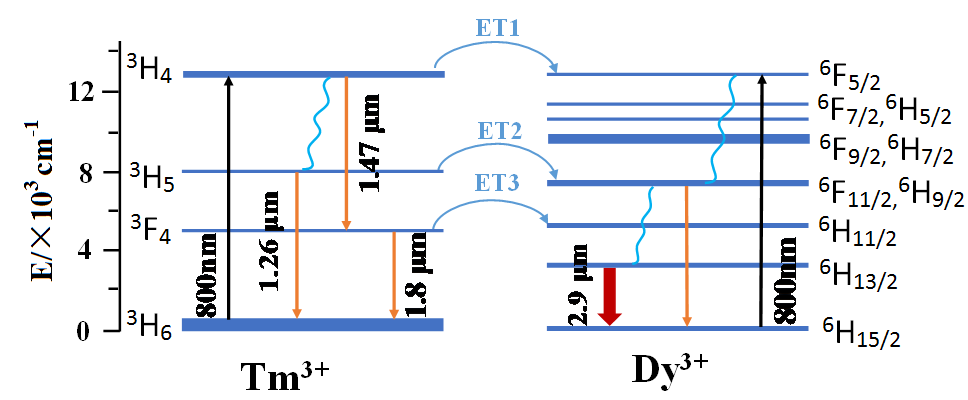 E/×10³ cm⁻¹
12
8
4
0
³H₄
³H₅
³F₄
³H₆
800nm
1.26 μm
1.47 μm
1.8 μm
Tm³⁺
ET1
ET2
ET3
2.9 μm
800nm
⁶F5/2
⁶F7/2,⁶H5/2
⁶F9/2,⁶H7/2
⁶F11/2,⁶H9/2
⁶H11/2
⁶H13/2
⁶H15/2
Dy³⁺